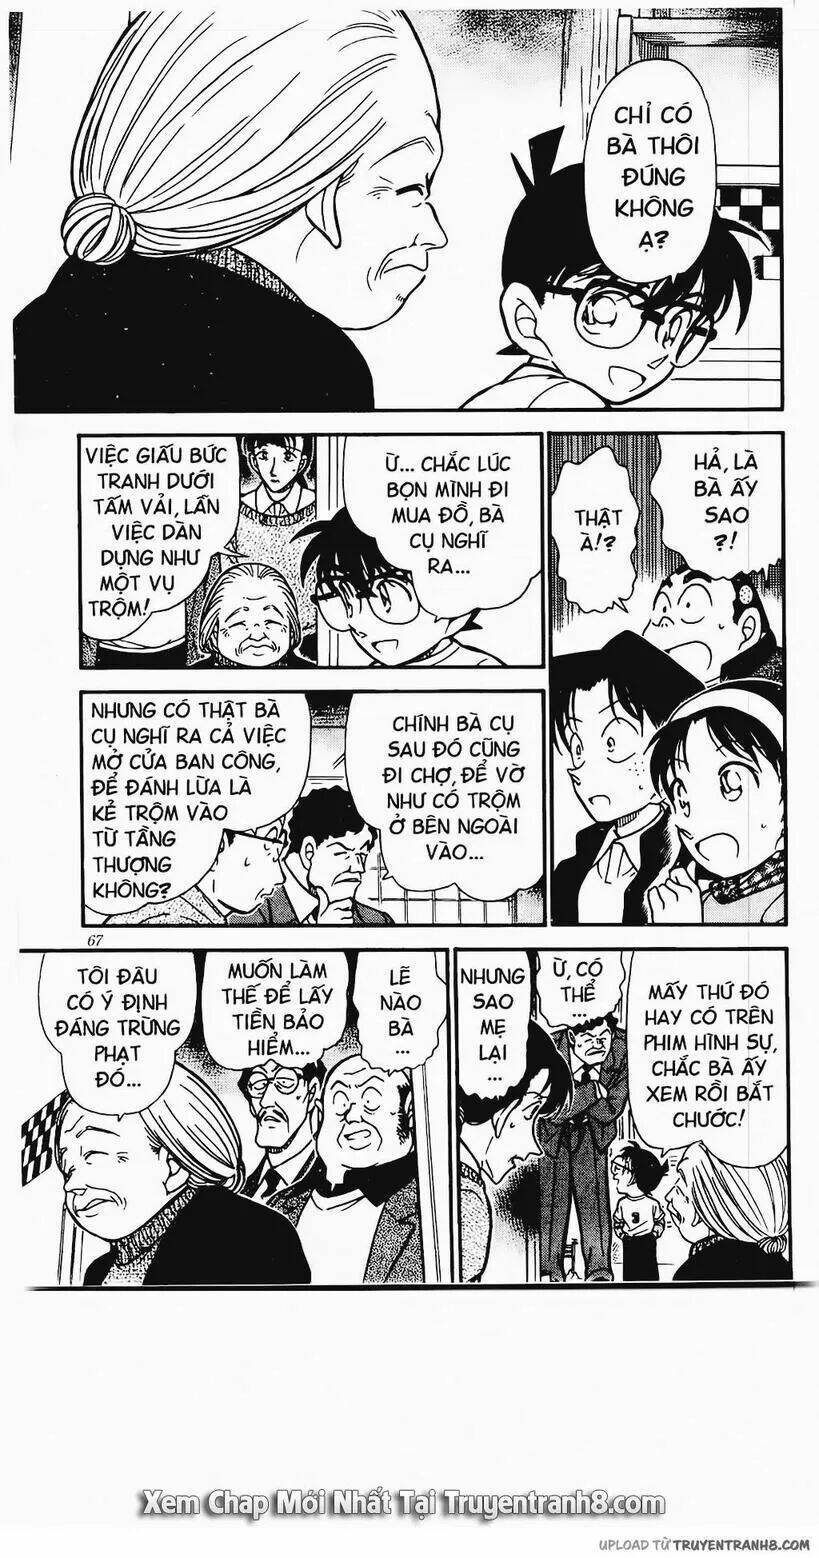 CHỈ CÓ
BÀ THÔI
ĐÚNG
KHÔNG
Ạ?
HẢ, LÀ
BÀ ẤY
SAO
?!
THẬT
À!?
Ừ... CHẮC LÚC
BỌN MÌNH ĐI
MUA ĐỒ, BÀ
CỤ NGHĨ
RA...
VIỆC GIẤU BỨC
TRANH DƯỚI
TẤM VẢI, LẪN
VIỆC DÀN
DỰNG NHƯ
MỘT VỤ
TRỘM!
CHÍNH BÀ CỤ
SAU ĐÓ CŨNG
ĐI CHỢ, ĐỂ VỜ
NHƯ CÓ TRỘM
Ở BÊN NGOÀI
VÀO...
NHƯNG CÓ THẬT BÀ
CỤ NGHĨ RA CẢ VIỆC
MỞ CỬA BAN CÔNG,
ĐỂ ĐÁNH LỪA LÀ
KẺ TRỘM VÀO
TỪ TẦNG
THƯỢNG
KHÔNG?
67
MẤY THỨ ĐÓ
HAY CÓ TRÊN
PHIM HÌNH SỰ,
CHẮC BÀ ẤY
XEM RỒI BẮT
CHƯỚC!
Ừ, CÓ
THỂ...
NHƯNG
SAO
MẸ
LẠI
...
3
LẼ
NÀO
BÀ
...
MUỐN LÀM
THẾ ĐỂ LẤY
TIỀN BẢO
HIỂM...
TÔI ĐÂU
CÓ Ý ĐỊNH
ĐÁNG TRỪNG
PHẠT
ĐÓ...
Xem Chap Mới Nhất Tại Truyentranh8.com
UPLOAD TỪ TRUYENTRANH8.COM